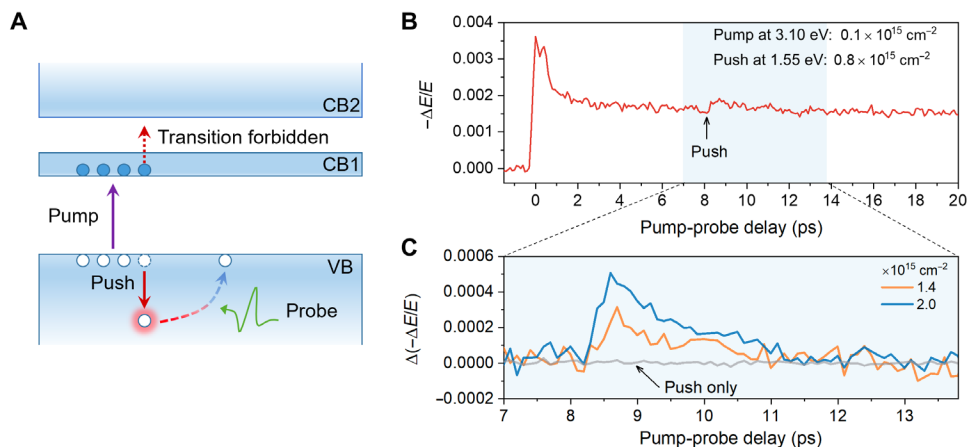 A
CB2
Transition forbidden
CB1
Pump
VB
Push
Probe
B
Pump at 3.10 eV: 0.1 × 10¹⁵ cm⁻²
Push at 1.55 eV: 0.8 × 10¹⁵ cm⁻²
0.004
0.003
0.002
0.001
0.000
−ΔE/E
Push
0 2 4 6 8 10 12 14 16 18 20
Pump-probe delay (ps)
C
×10¹⁵ cm⁻²
1.4
2.0
0.0006
0.0004
0.0002
0.0000
−0.0002
Δ(−ΔE/E)
Push only
7 8 9 10 11 12 13
Pump-probe delay (ps)